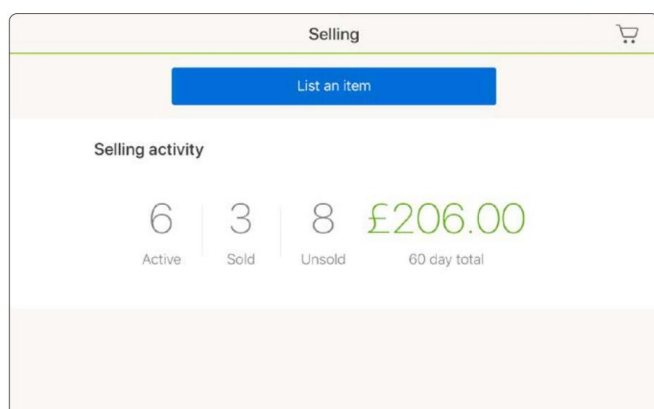 Selling
List an item
Selling activity
6 3 8 £206.00
Active Sold Unsold 60 day total